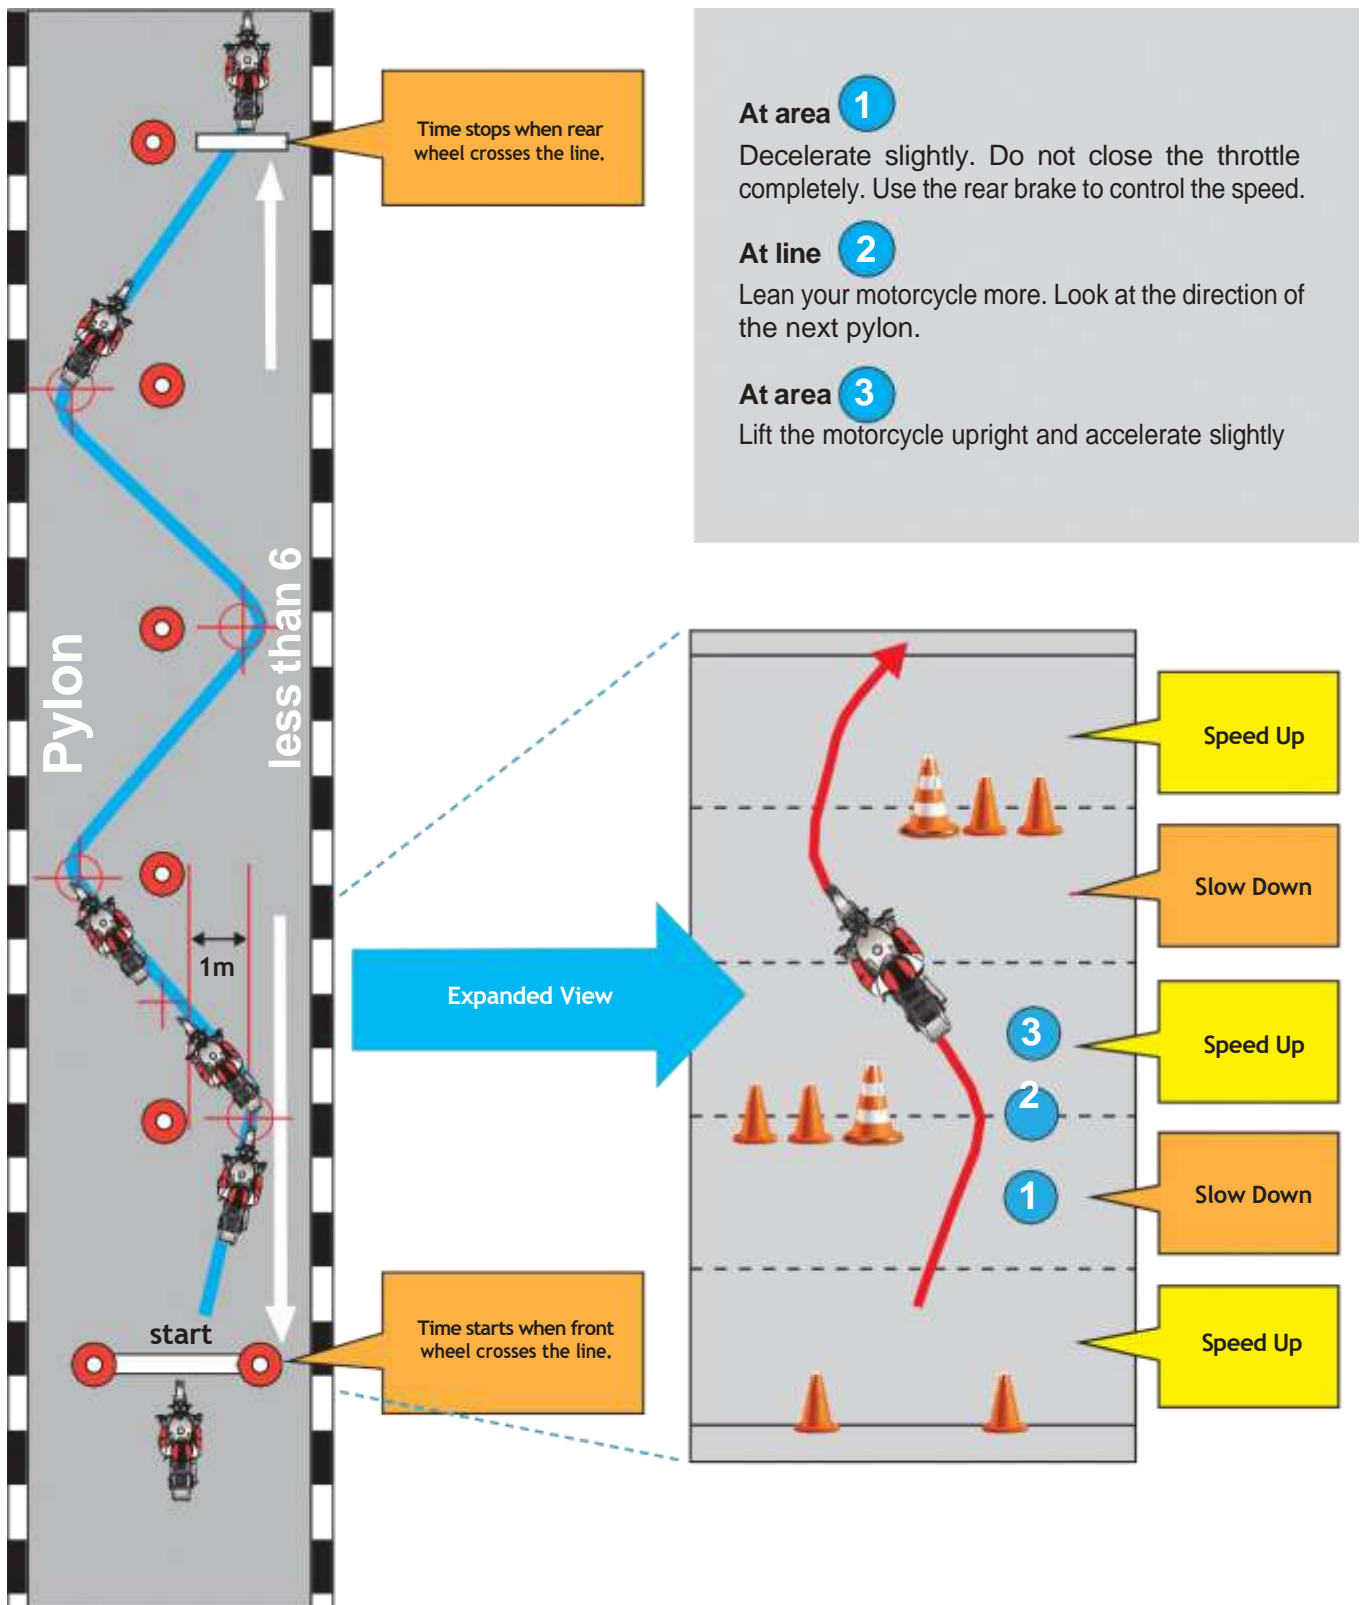 Time stops when rear
wheel crosses the line.
At area 1
Decelerate slightly. Do not close the throttle
completely. Use the rear brake to control the speed.
At line 2
Lean your motorcycle more. Look at the direction of
the next pylon.
At area 3
Lift the motorcycle upright and accelerate slightly
Pylon
less than 6
1m
start
Time starts when front
wheel crosses the line.
Expanded View
Speed Up
Slow Down
3
Speed Up
2
1
Slow Down
Speed Up